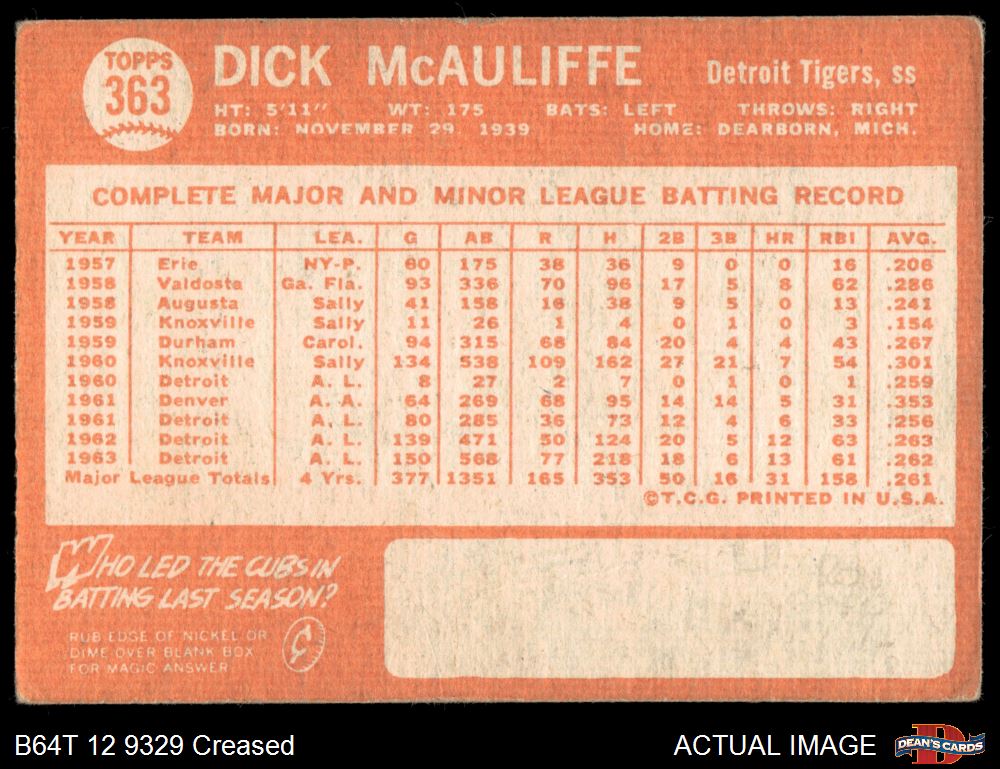 TOPPS
363
DICK McAULIFFE
Detroit Tigers, ss
HT: 5'11" WT: 175 BATS: LEFT THROWS: RIGHT
BORN: NOVEMBER 29, 1939 HOME: DEARBORN, MICH.
COMPLETE MAJOR AND MINOR LEAGUE BATTING RECORD
YEAR TEAM LEA. G AB R H 2B 3B HR RBI AVG.
1957 Erie NY-P. 60 175 38 36 9 0 0 16 .206
1958 Valdosta Ga. Fla. 93 336 70 96 17 5 8 62 .286
1958 Augusta Sally 41 158 16 38 9 5 0 13 .241
1959 Knoxville Sally 11 26 1 4 0 1 0 3 .154
1959 Durham Carol. 94 315 68 84 20 4 4 43 .267
1960 Knoxville Sally 134 538 109 162 27 21 7 54 .301
1960 Detroit A. L. 8 27 2 7 0 1 0 1 .259
1961 Denver A. A. 64 269 68 95 14 14 5 31 .353
1961 Detroit A. L. 80 285 36 73 12 4 6 33 .256
1962 Detroit A. L. 139 471 50 124 20 5 12 63 .263
1963 Detroit A. L. 150 568 77 218 18 6 13 61 .262
Major League Totals 4 Yrs. 377 1351 165 353 50 16 31 158 .261
©T.C.G. PRINTED IN U.S.A.
WHO LED THE CUBS IN
BATTING LAST SEASON?
RUB EDGE OF NICKEL OR
DIME OVER BLANK BOX
FOR MAGIC ANSWER
B64T 12 9329 Creased
ACTUAL IMAGE
DEAN'S CARDS